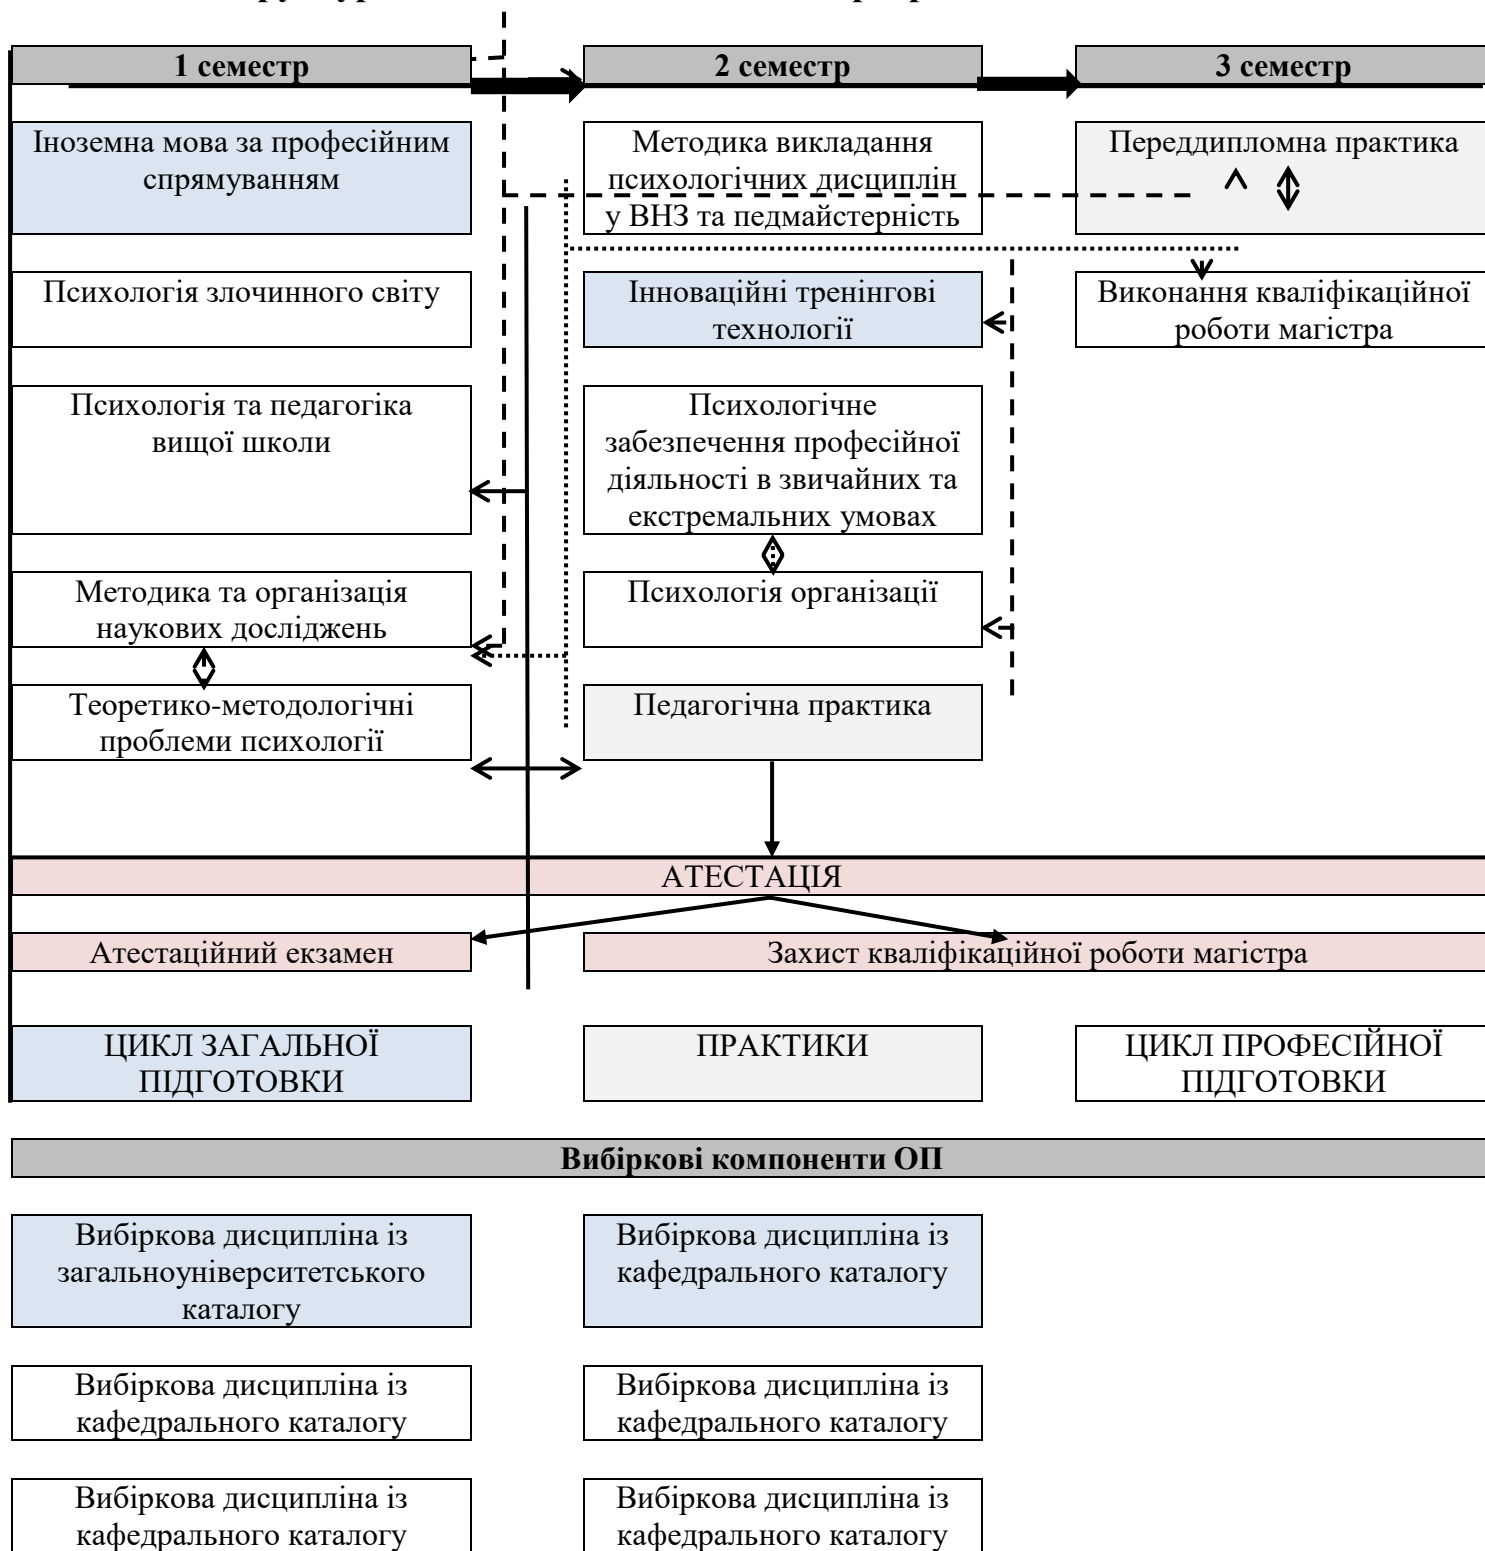 1 семестр
2 семестр
3 семестр
Іноземна мова за професійним
спрямуванням
Методика викладання
психологічних дисциплін
у ВНЗ та педмайстерність
Переддипломна практика
Психологія злочинного світу
Інноваційні тренінгові
технології
Виконання кваліфікаційної
роботи магістра
Психологія та педагогіка
вищої школи
Психологічне
забезпечення професійної
діяльності в звичайних та
екстремальних умовах
Методика та організація
наукових досліджень
Психологія організації
Теоретико-методологічні
проблеми психології
Педагогічна практика
АТЕСТАЦІЯ
Атестаційний екзамен
Захист кваліфікаційної роботи магістра
ЦИКЛ ЗАГАЛЬНОЇ
ПІДГОТОВКИ
ПРАКТИКИ
ЦИКЛ ПРОФЕСІЙНОЇ
ПІДГОТОВКИ
Вибіркові компоненти ОП
Вибіркова дисципліна із
загальноуніверситетського
каталогу
Вибіркова дисципліна із
кафедрального каталогу
Вибіркова дисципліна із
кафедрального каталогу
Вибіркова дисципліна із
кафедрального каталогу
Вибіркова дисципліна із
кафедрального каталогу
Вибіркова дисципліна із
кафедрального каталогу